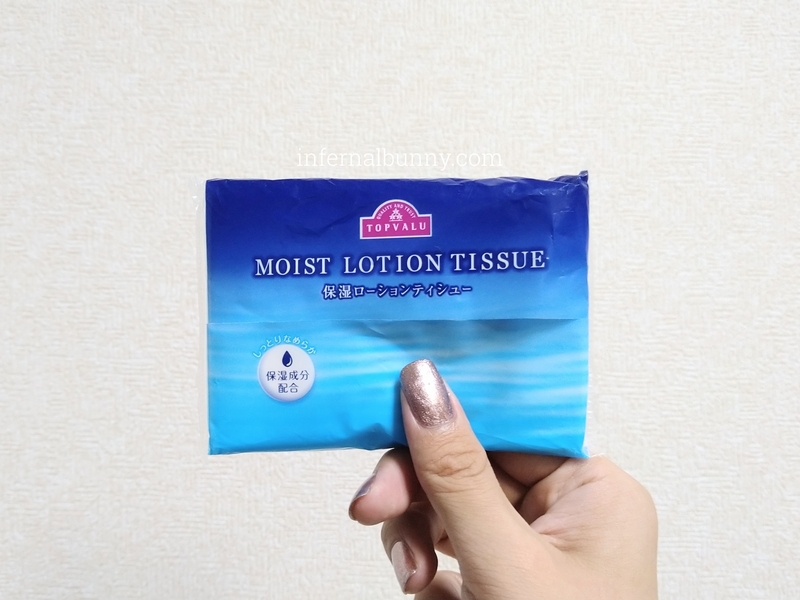 infernalbunny.com
QUALITY AND TRUST
TOPVALU
MOIST LOTION TISSUE
保湿ローションティシュー
しっとりなめらか
保湿成分
配合